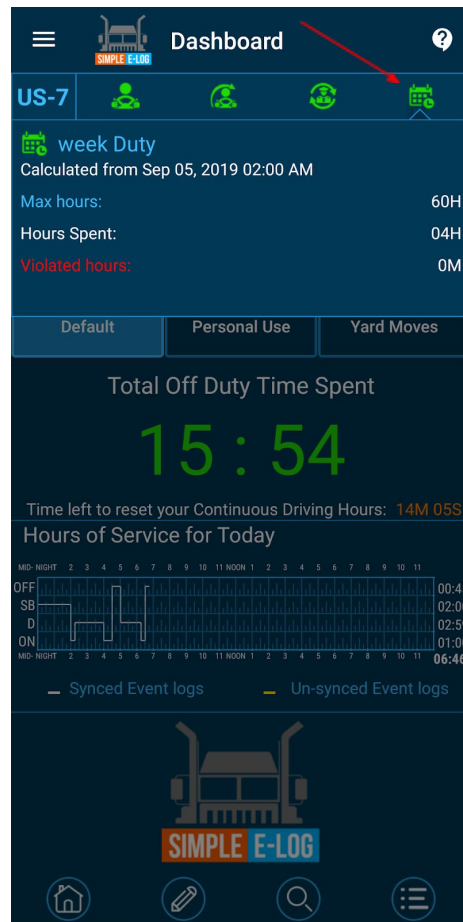 SIMPLE E-LOG
Dashboard
?
US-7
week Duty
Calculated from Sep 05, 2019 02:00 AM
Max hours: 60H
Hours Spent: 04H
Violated hours: 0M
Default Personal Use Yard Moves
Total Off Duty Time Spent
15 : 54
Time left to reset your Continuous Driving Hours: 14M 05S
Hours of Service for Today
MID- NIGHT 2 3 4 5 6 7 8 9 10 11 NOON 1 2 3 4 5 6 7 8 9 10 11
OFF 00:4
SB 02:0
D 02:5
ON 01:0
MID- NIGHT 2 3 4 5 6 7 8 9 10 11 NOON 1 2 3 4 5 6 7 8 9 10 11 06:46
Synced Event logs Un-synced Event logs
SIMPLE E-LOG